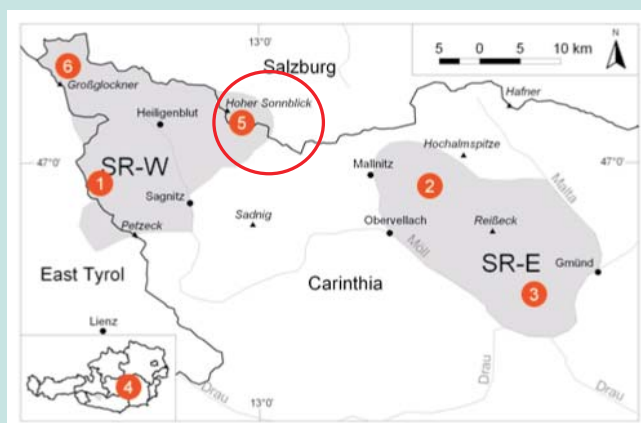 13°0'
Salzburg
5 0 5 10 km
N
6
Großglockner
Hafner
Heiligenblut
Hoher Sonnblick
5
Hochalmspitze
47°0'
47°0'
SR-W
1
Mallnitz
2
Malta
Sagnitz
Sadnig
Petzeck
Obervellach
Reißeck
Möll
SR-E
Gmünd
East Tyrol
Carinthia
3
Lienz
4
Drau
13°0'
Drau
Drau